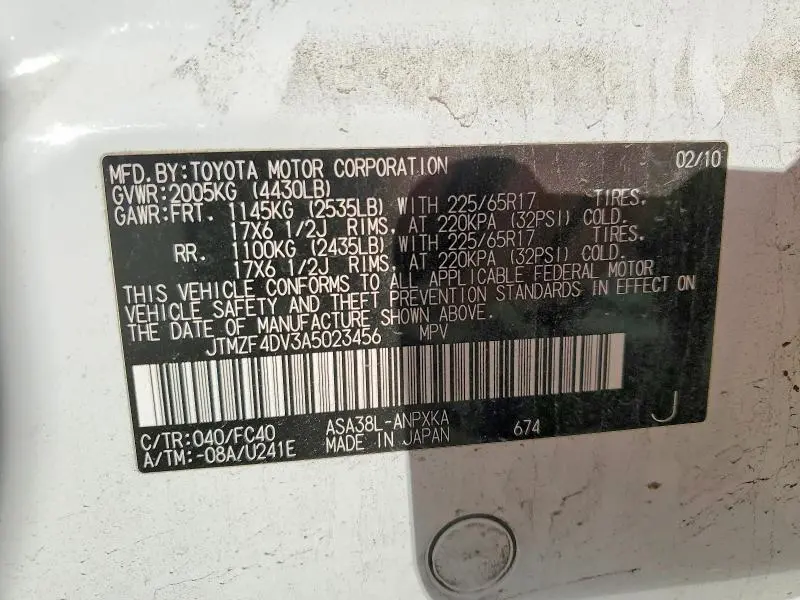 MFD.BY:TOYOTA MOTOR CORPORATION 02/10
GVWR:2005KG (4430LB)
GAWR:FRT. 1145KG (2535LB) WITH 225/65R17 TIRES.
17X6 1/2J RIMS, AT 220KPA (32PSI) COLD.
RR. 1100KG (2435LB) WITH 225/65R17 TIRES.
17X6 1/2J RIMS, AT 220KPA (32PSI) COLD.
THIS VEHICLE CONFORMS TO ALL APPLICABLE FEDERAL MOTOR
VEHICLE SAFETY AND THEFT PREVENTION STANDARDS IN EFFECT ON
THE DATE OF MANUFACTURE SHOWN ABOVE.
JTMZF4DV3A5023456 MPV
C/TR:040/FC40 ASA38L-ANPXKA 674 J
A/TM:-08A/U241E MADE IN JAPAN